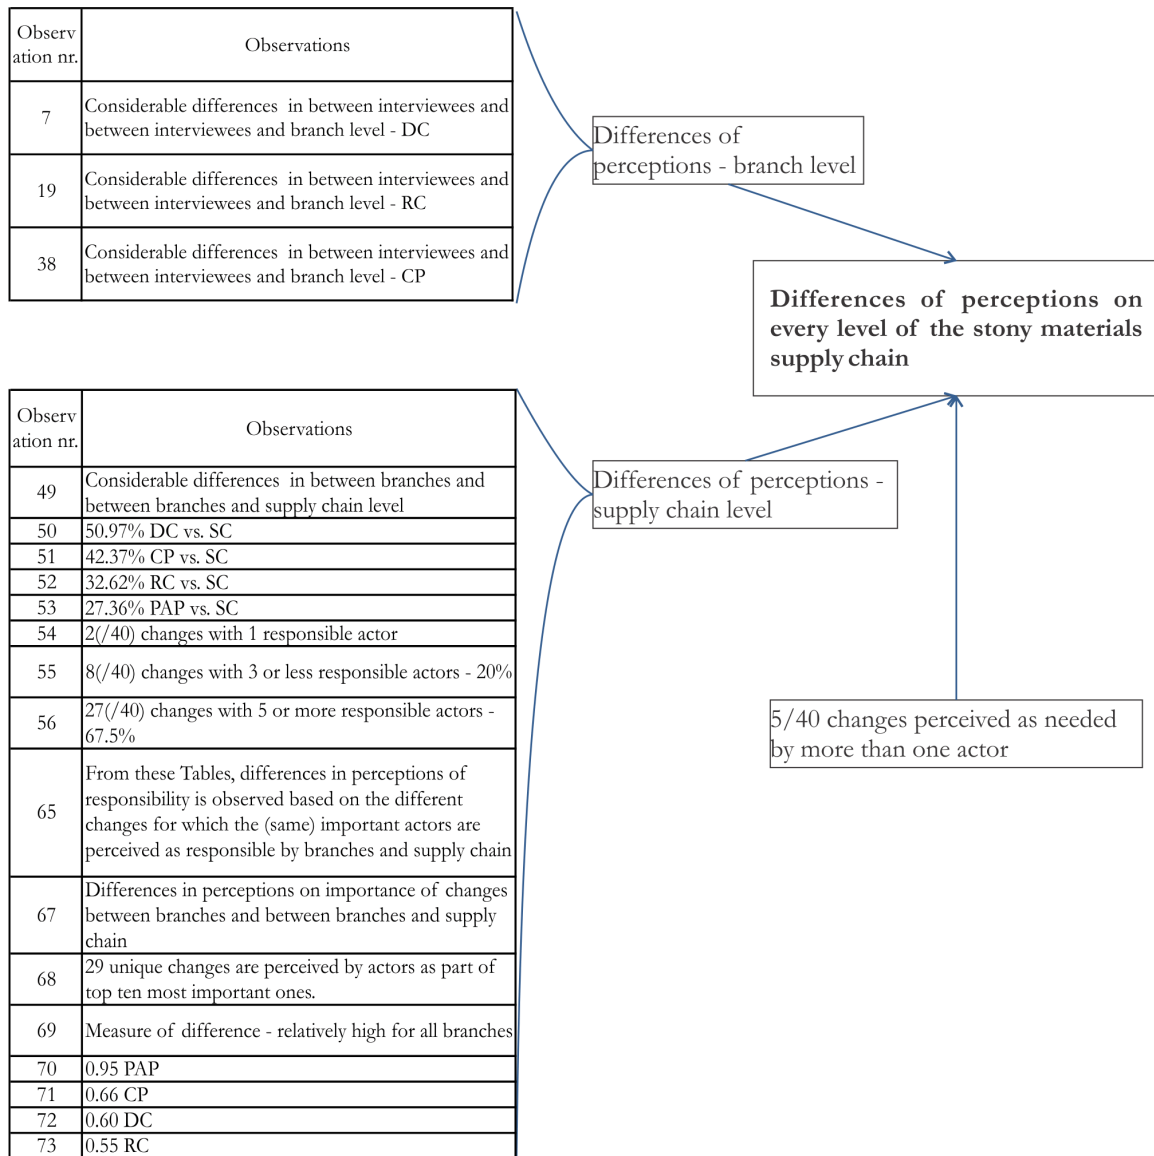 Observ
ation nr.
Observations
7
Considerable differences in between interviewees and
between interviewees and branch level - DC
19
Considerable differences in between interviewees and
between interviewees and branch level - RC
38
Considerable differences in between interviewees and
between interviewees and branch level - CP
Differences of
perceptions - branch level
Differences of perceptions on
every level of the stony materials
supply chain
Observ
ation nr.
Observations
49
Considerable differences in between branches and
between branches and supply chain level
50
50.97% DC vs. SC
51
42.37% CP vs. SC
52
32.62% RC vs. SC
53
27.36% PAP vs. SC
54
2(/40) changes with 1 responsible actor
55
8(/40) changes with 3 or less responsible actors - 20%
56
27(/40) changes with 5 or more responsible actors -
67.5%
65
From these Tables, differences in perceptions of
responsibility is observed based on the different
changes for which the (same) important actors are
perceived as responsible by branches and supply chain
67
Differences in perceptions on importance of changes
between branches and between branches and supply
chain
68
29 unique changes are perceived by actors as part of
top ten most important ones.
69
Measure of difference - relatively high for all branches
70
0.95 PAP
71
0.66 CP
72
0.60 DC
73
0.55 RC
Differences of perceptions -
supply chain level
5/40 changes perceived as needed
by more than one actor